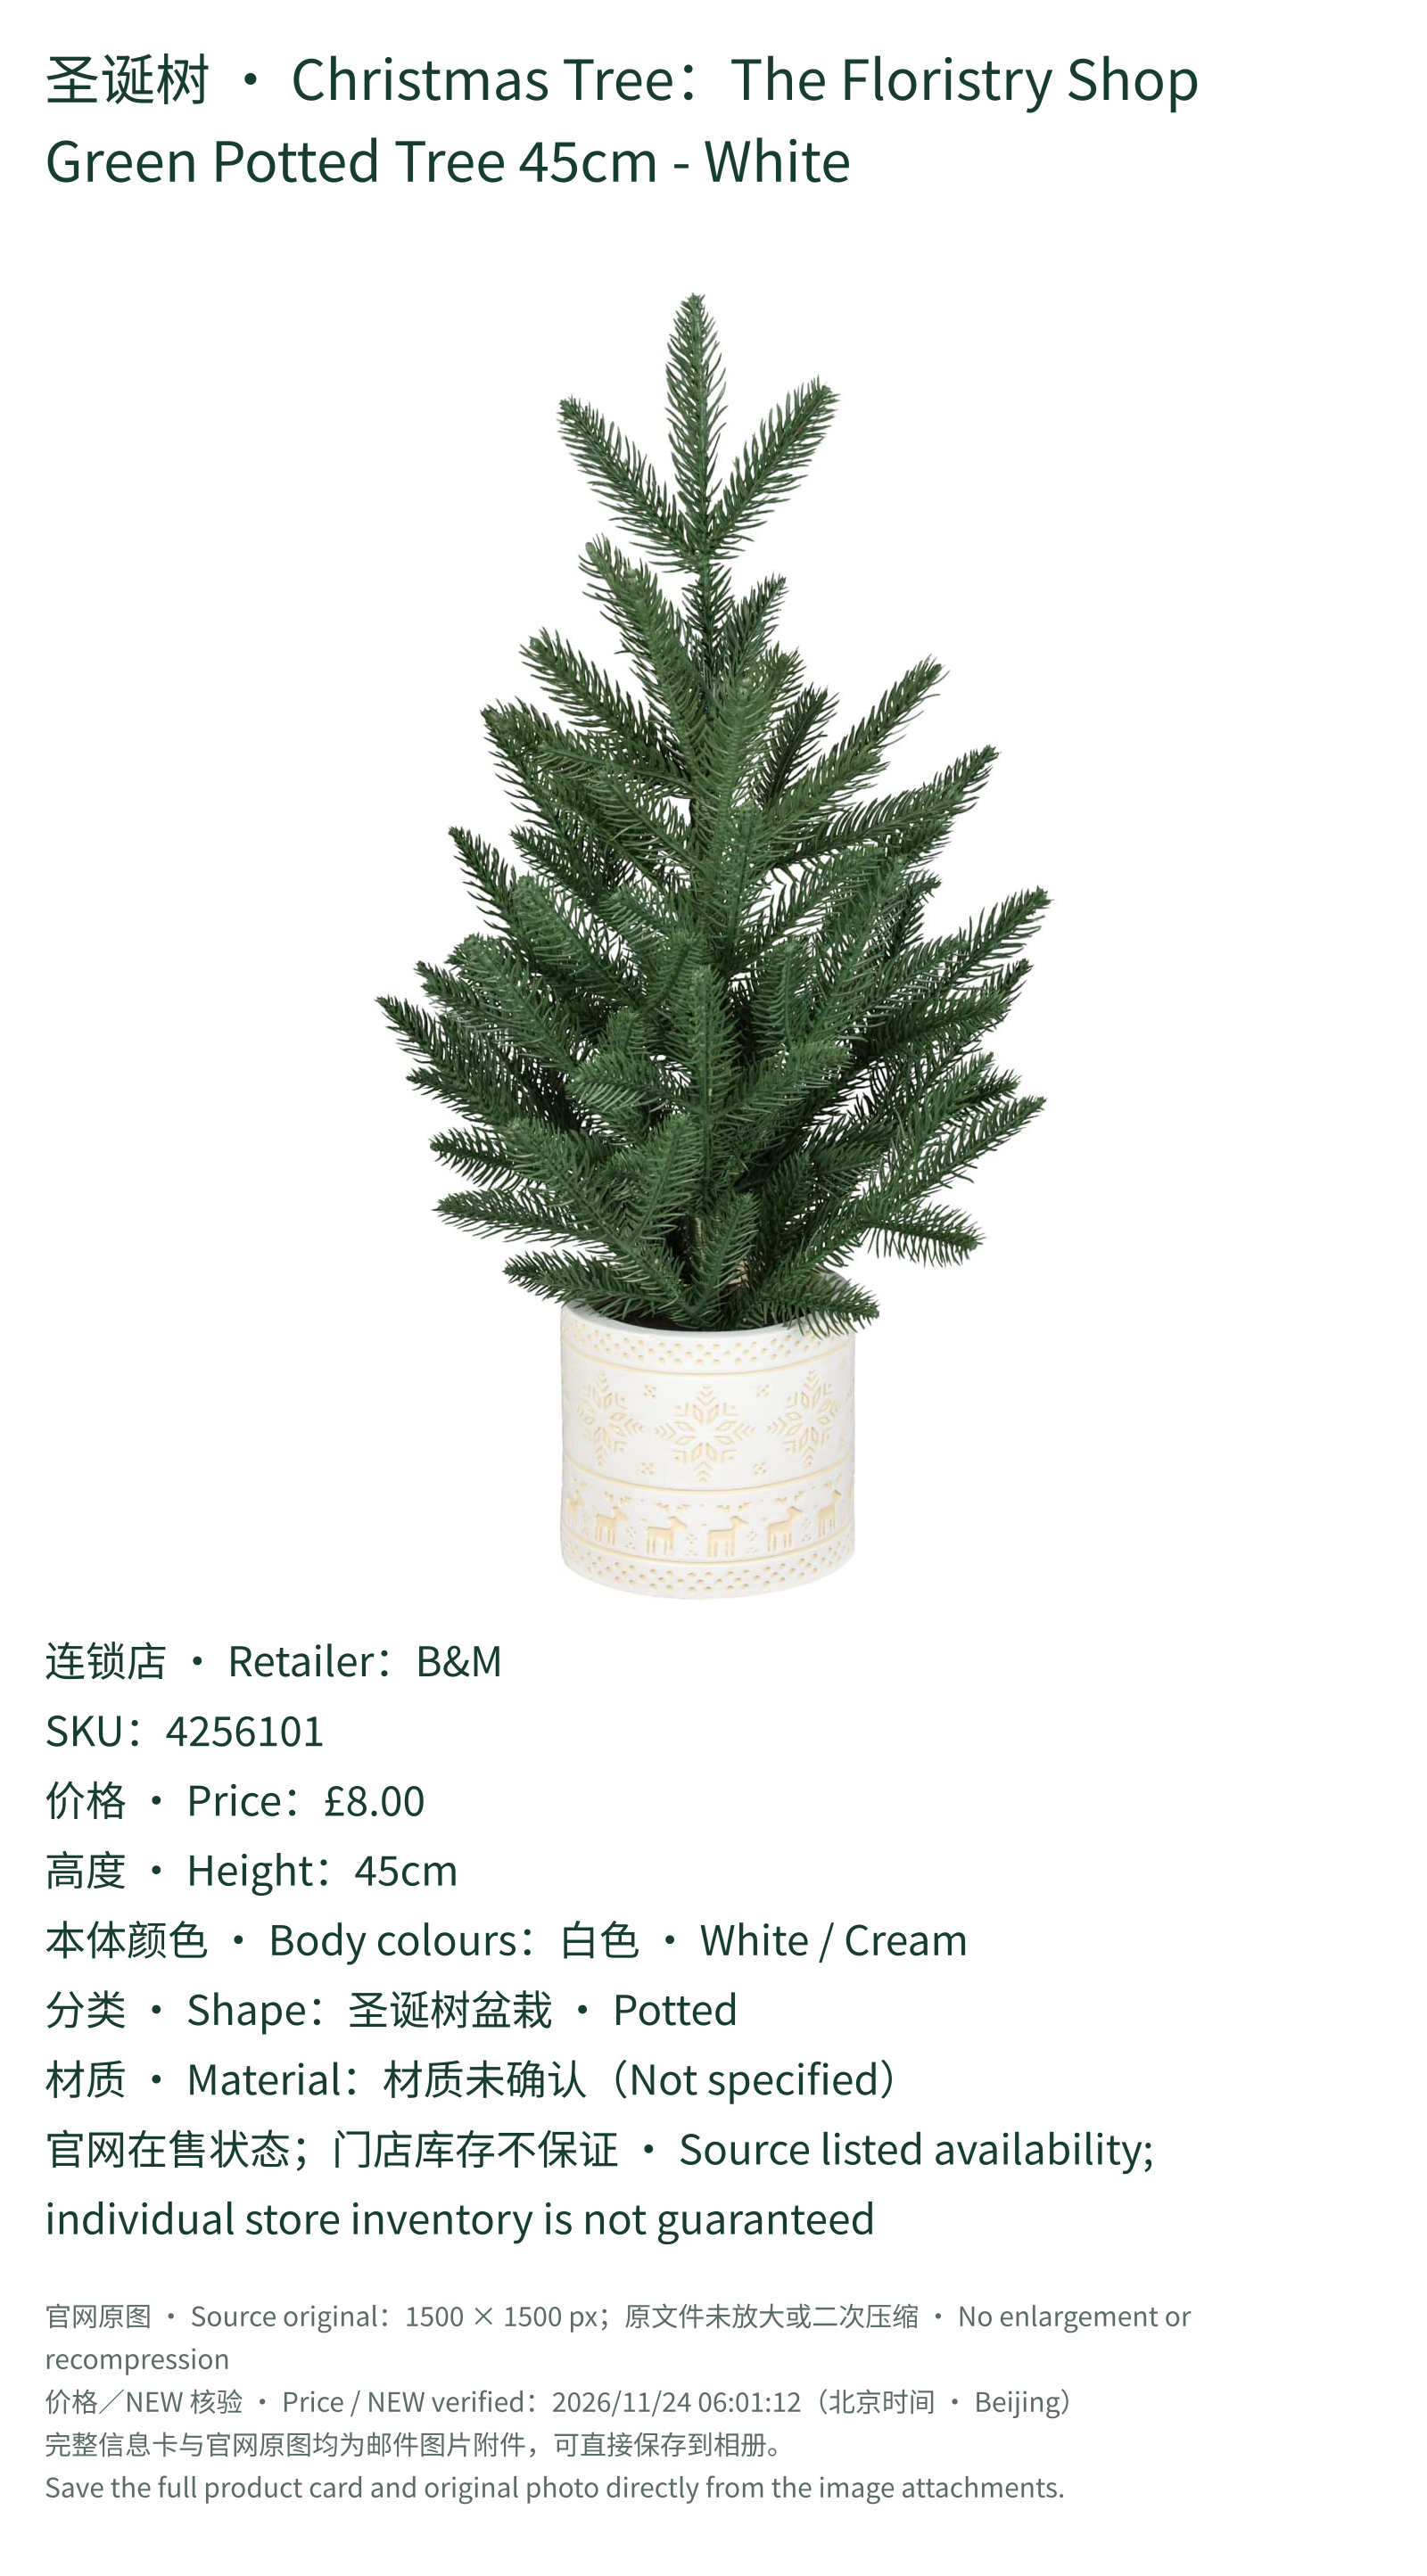 圣诞树 · Christmas Tree：The Floristry Shop
Green Potted Tree 45cm - White
连锁店 · Retailer：B&M
SKU：4256101
价格 · Price：£8.00
高度 · Height：45cm
本体颜色 · Body colours：白色 · White / Cream
分类 · Shape：圣诞树盆栽 · Potted
材质 · Material：材质未确认（Not specified）
官网在售状态；门店库存不保证 · Source listed availability;
individual store inventory is not guaranteed
官网原图 · Source original：1500 × 1500 px；原文件未放大或二次压缩 · No enlargement or
recompression
价格／NEW 核验 · Price / NEW verified：2026/11/24 06:01:12（北京时间 · Beijing）
完整信息卡与官网原图均为邮件图片附件，可直接保存到相册。
Save the full product card and original photo directly from the image attachments.